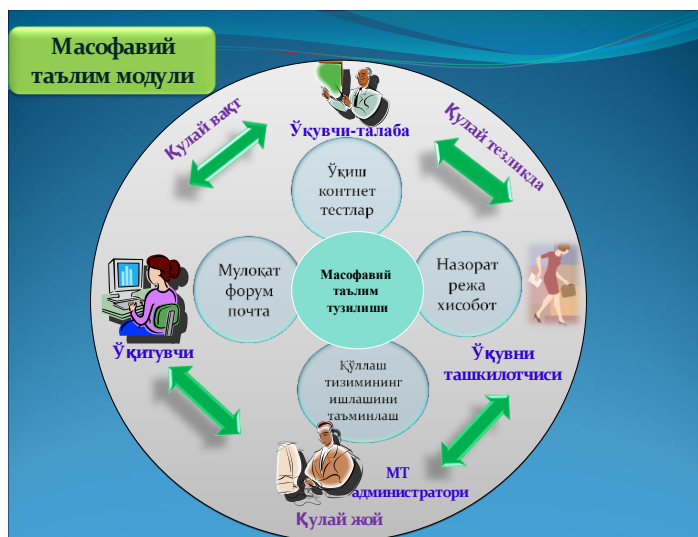 Масофавий
таълим модули
Қулай вақт
Ўқувчи-талаба
Қулай тезликда
Ўқиш
контнет
тестлар
Мулоқат
форум
почта
Масофавий
таълим
тузилиши
Назорат
режа
хисобот
Ўқитувчи
Ўқувни
ташкилотчиси
Қўллаш
тизимининг
ишлашини
таъминлаш
МТ
администратори
Қулай жой